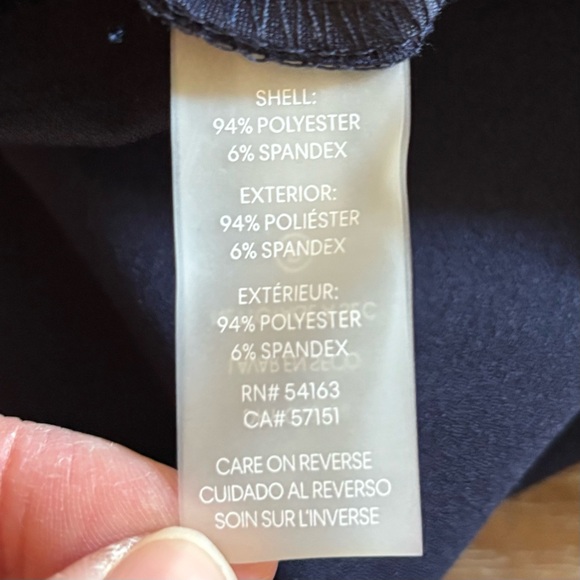 SHELL:
94% POLYESTER
6% SPANDEX
EXTERIOR:
94% POLIÉSTER
6% SPANDEX
EXTÉRIEUR:
94% POLYESTER
6% SPANDEX
RN# 54163
CA# 57151
CARE ON REVERSE
CUIDADO AL REVERSO
SOIN SUR L'INVERSE